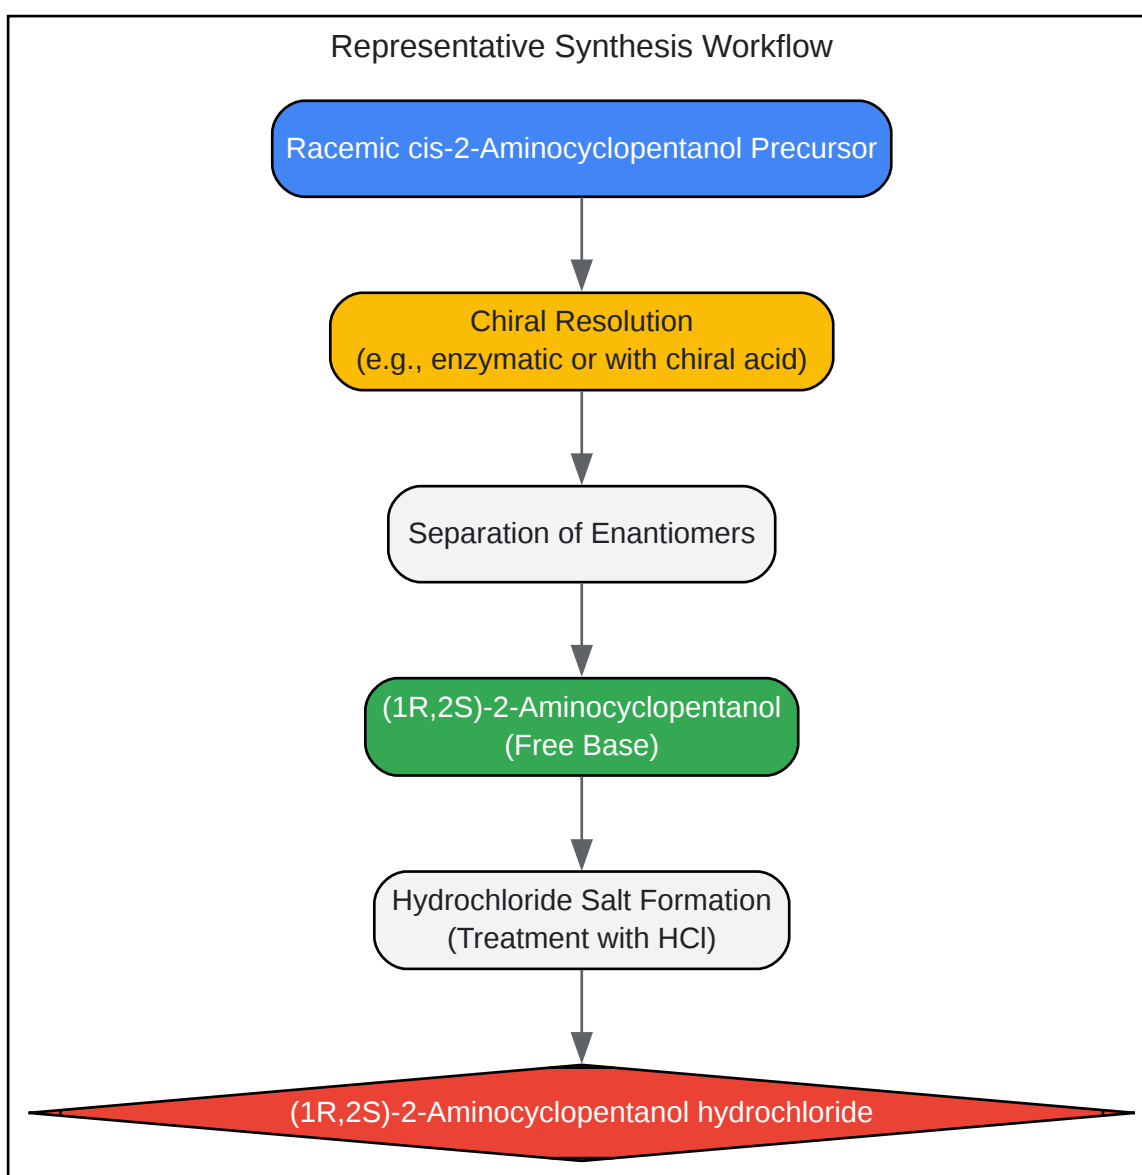 Representative Synthesis Workflow
Racemic cis-2-Aminocyclopentanol Precursor
Chiral Resolution
(e.g., enzymatic or with chiral acid)
Separation of Enantiomers
(1R,2S)-2-Aminocyclopentanol
(Free Base)
Hydrochloride Salt Formation
(Treatment with HCl)
(1R,2S)-2-Aminocyclopentanol hydrochloride